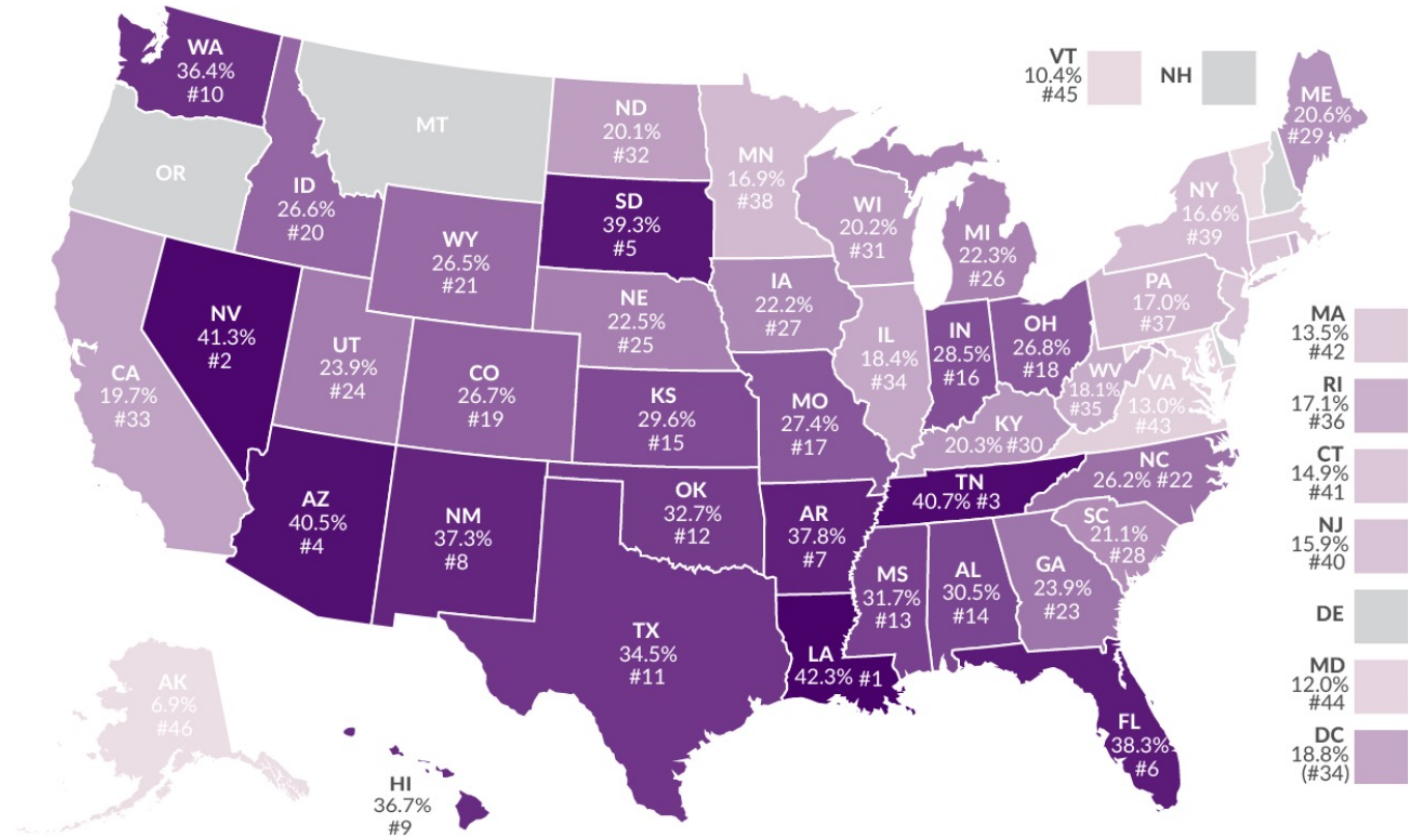 WA
36.4%
#10
OR
MT
ID
26.6%
#20
ND
20.1%
#32
MN
16.9%
#38
VT
10.4%
#45
NH
ME
20.6%
#29
SD
39.3%
#5
WI
20.2%
#31
MI
22.3%
#26
NY
16.6%
#39
WY
26.5%
#21
NV
41.3%
#2
UT
23.9%
#24
CA
19.7%
#33
CO
26.7%
#19
NE
22.5%
#25
IA
22.2%
#27
IL
18.4%
#34
IN
28.5%
#16
OH
26.8%
#18
PA
17.0%
#37
WV
18.1%
#35
VA
13.0%
#43
KS
29.6%
#15
MO
27.4%
#17
KY
20.3% #30
AZ
40.5%
#4
NM
37.3%
#8
OK
32.7%
#12
AR
37.8%
#7
TN
40.7% #3
NC
26.2% #22
SC
21.1%
#28
TX
34.5%
#11
LA
42.3% #1
MS
31.7%
#13
AL
30.5%
#14
GA
23.9%
#23
FL
38.3%
#6
AK
6.9%
#46
HI
36.7%
#9
MA
13.5%
#42
RI
17.1%
#36
CT
14.9%
#41
NJ
15.9%
#40
DE
MD
12.0%
#44
DC
18.8%
(#34)